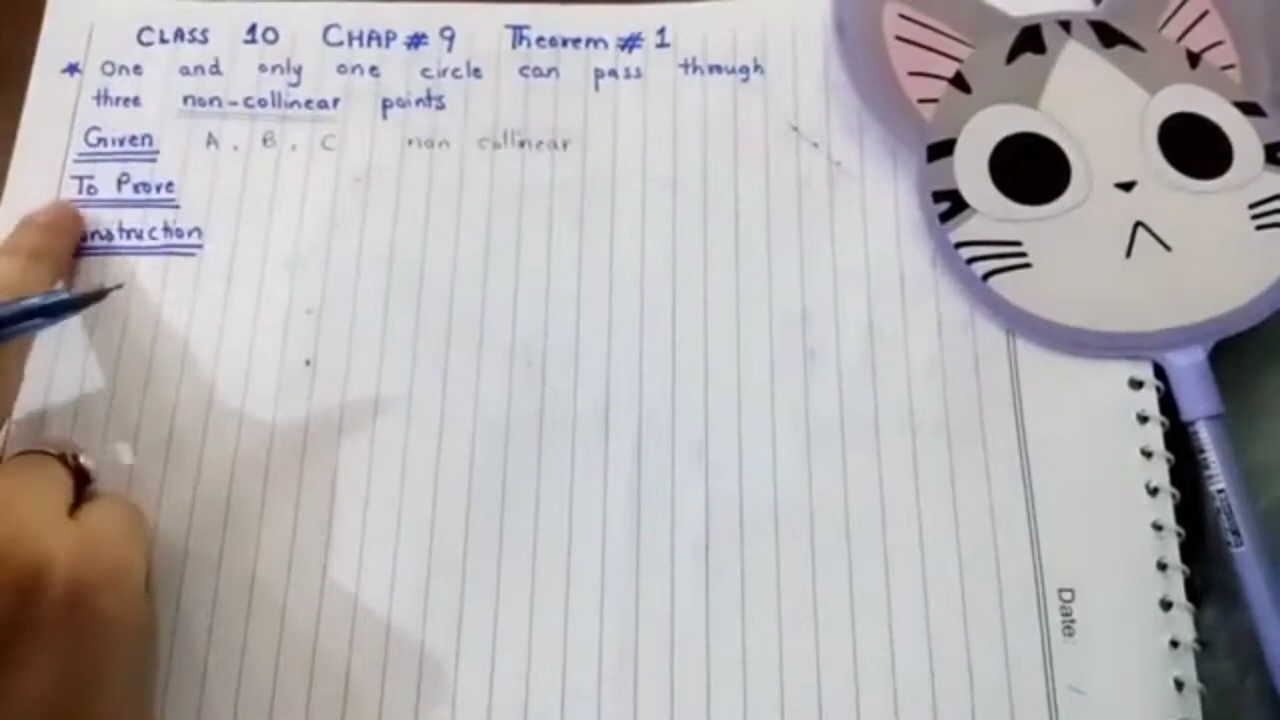 CLASS 10 CHAP # 9 Theorem # 1
* One and only one circle can pass through
three non-collinear points
Given A , B , C non collinear
To Prove
onstruction
Date: